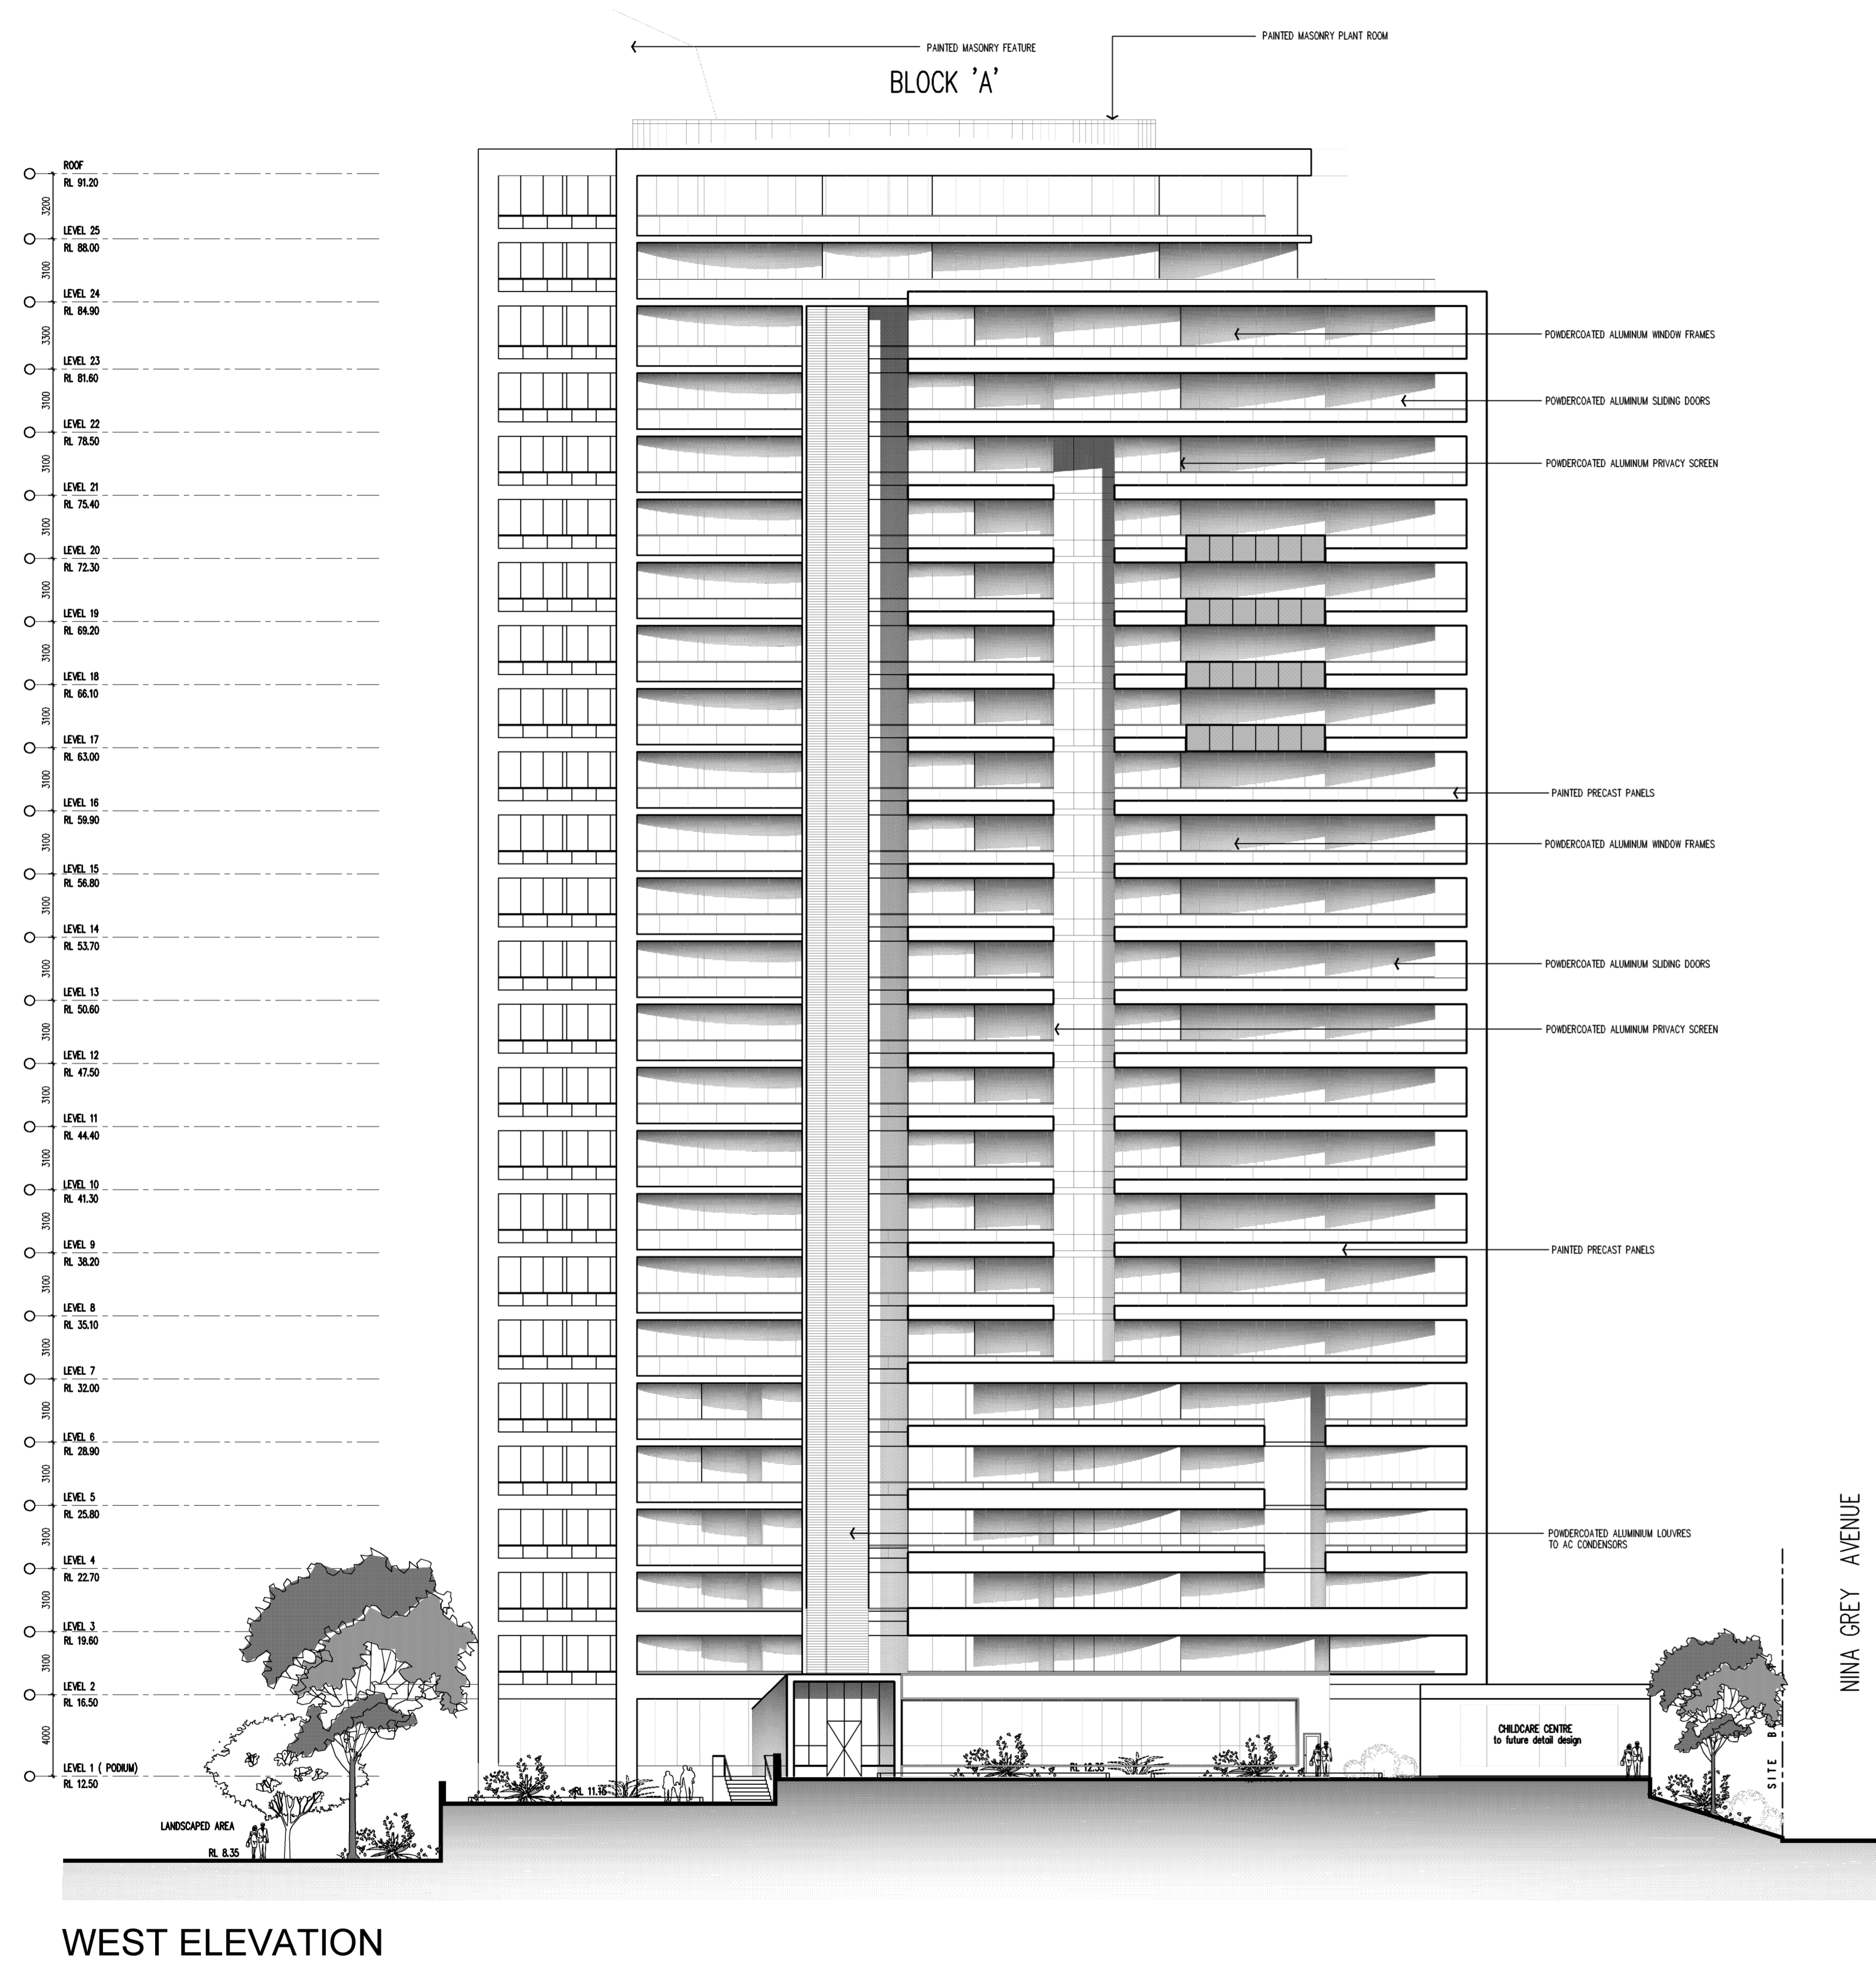 PAINTED MASONRY FEATURE
PAINTED MASONRY PLANT ROOM
BLOCK 'A'
ROOF
RL 91.20
3200
LEVEL 25
RL 88.00
3100
LEVEL 24
RL 84.90
3300
LEVEL 23
RL 81.60
3100
LEVEL 22
RL 78.50
3100
LEVEL 21
RL 75.40
3100
LEVEL 20
RL 72.30
3100
LEVEL 19
RL 69.20
3100
LEVEL 18
RL 66.10
3100
LEVEL 17
RL 63.00
3100
LEVEL 16
RL 59.90
3100
LEVEL 15
RL 56.80
3100
LEVEL 14
RL 53.70
3100
LEVEL 13
RL 50.60
3100
LEVEL 12
RL 47.50
3100
LEVEL 11
RL 44.40
3100
LEVEL 10
RL 41.30
3100
LEVEL 9
RL 38.20
3100
LEVEL 8
RL 35.10
3100
LEVEL 7
RL 32.00
3100
LEVEL 6
RL 28.90
3100
LEVEL 5
RL 25.80
3100
LEVEL 4
RL 22.70
3100
LEVEL 3
RL 19.60
3100
LEVEL 2
RL 16.50
4000
LEVEL 1 ( PODIUM)
RL 12.50
POWDERCOATED ALUMINUM WINDOW FRAMES
POWDERCOATED ALUMINUM SLIDING DOORS
POWDERCOATED ALUMINUM PRIVACY SCREEN
PAINTED PRECAST PANELS
POWDERCOATED ALUMINUM WINDOW FRAMES
POWDERCOATED ALUMINUM SLIDING DOORS
POWDERCOATED ALUMINUM PRIVACY SCREEN
PAINTED PRECAST PANELS
POWDERCOATED ALUMINIUM LOUVRES
TO AC CONDENSORS
NINA GREY AVENUE
CHILDCARE CENTRE
to future detail design
SITE
RL 12.35
RL 11.15
LANDSCAPED AREA
RL 8.35
WEST ELEVATION